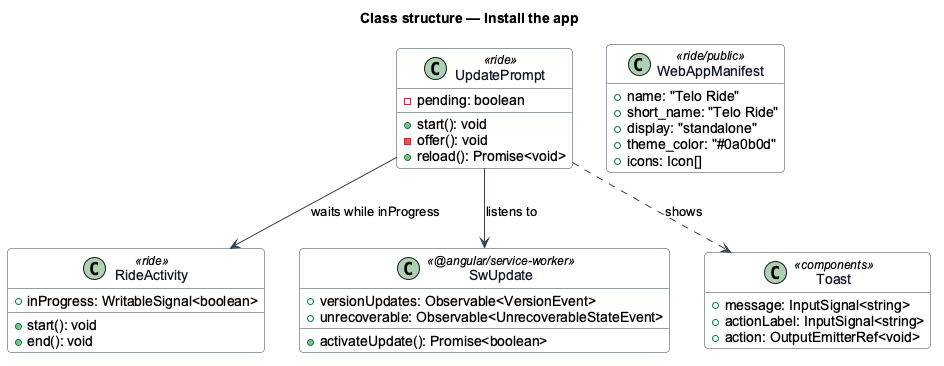 Class structure — Install the app
«ride»
C UpdatePrompt
pending: boolean
start(): void
offer(): void
reload(): Promise<void>
«ride/public»
C WebAppManifest
name: "Telo Ride"
short_name: "Telo Ride"
display: "standalone"
theme_color: "#0a0b0d"
icons: Icon[]
waits while inProgress
listens to
shows
«ride»
C RideActivity
inProgress: WritableSignal<boolean>
start(): void
end(): void
«@angular/service-worker»
C SwUpdate
versionUpdates: Observable<VersionEvent>
unrecoverable: Observable<UnrecoverableStateEvent>
activateUpdate(): Promise<boolean>
«components»
C Toast
message: InputSignal<string>
actionLabel: InputSignal<string>
action: OutputEmitterRef<void>